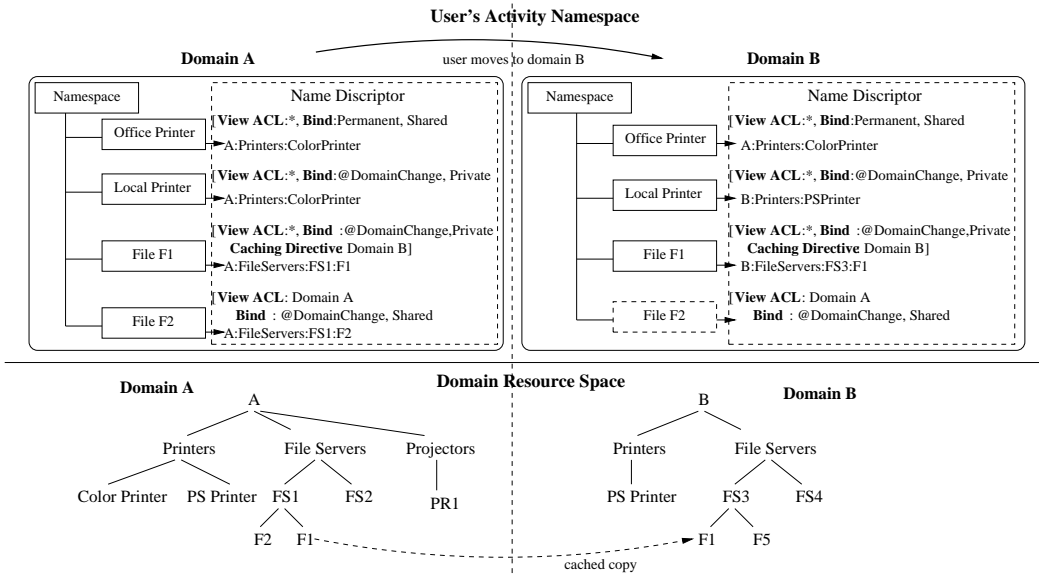 User's Activity Namespace
Domain A
user moves to domain B
Domain B
Namespace
Name Discriptor
[View ACL:*, Bind:Permanent, Shared
Office Printer
A:Printers:ColorPrinter
[View ACL:*, Bind:@DomainChange, Private
Local Printer
A:Printers:ColorPrinter
[View ACL:*, Bind :@DomainChange,Private
Caching Directive Domain B]
File F1
A:FileServers:FS1:F1
[View ACL: Domain A
Bind : @DomainChange, Shared
File F2
A:FileServers:FS1:F2
Namespace
Name Discriptor
[View ACL:*, Bind:Permanent, Shared
Office Printer
A:Printers:ColorPrinter
[View ACL:*, Bind:@DomainChange, Private
Local Printer
B:Printers:PSPrinter
[View ACL:*, Bind :@DomainChange,Private
Caching Directive Domain B]
File F1
B:FileServers:FS3:F1
[View ACL: Domain A
Bind : @DomainChange, Shared
File F2
Domain Resource Space
Domain A
Domain B
A
Printers File Servers Projectors
Color Printer PS Printer FS1 FS2 PR1
F2 F1
B
Printers File Servers
PS Printer FS3 FS4
F1 F5
cached copy